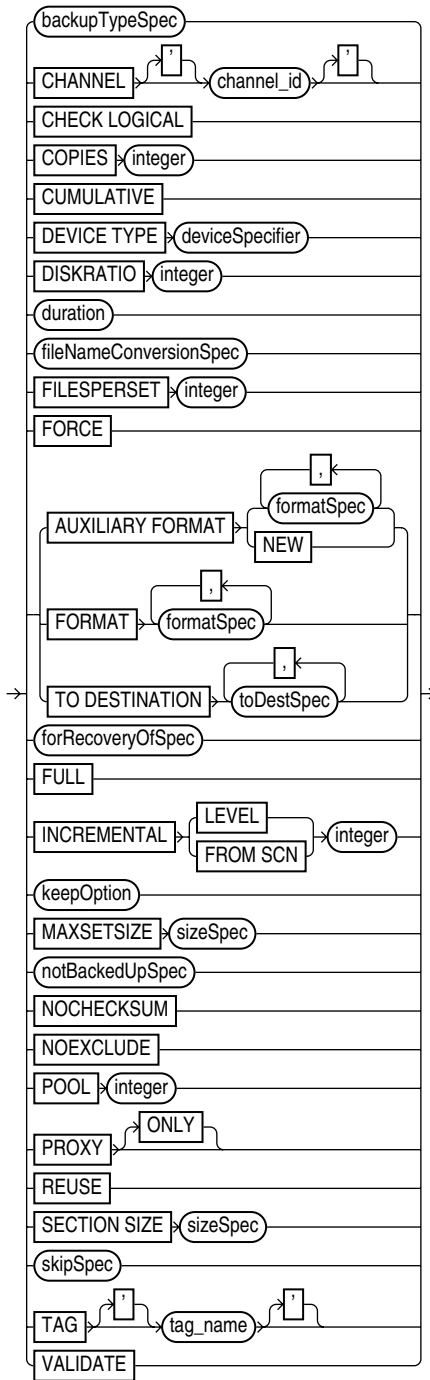 backupTypeSpec
CHANNEL ' channel_id '
CHECK LOGICAL
COPIES integer
CUMULATIVE
DEVICE TYPE deviceSpecifier
DISKRATIO integer
duration
fileNameConversionSpec
FILESPERSET integer
FORCE
,
AUXILIARY FORMAT formatSpec
NEW
,
FORMAT formatSpec
,
TO DESTINATION toDestSpec
forRecoveryOfSpec
FULL
LEVEL
INCREMENTAL integer
FROM SCN
keepOption
MAXSETSIZE sizeSpec
notBackedUpSpec
NOCHECKSUM
NOEXCLUDE
POOL integer
ONLY
PROXY
REUSE
SECTION SIZE sizeSpec
skipSpec
TAG ' tag_name '
VALIDATE